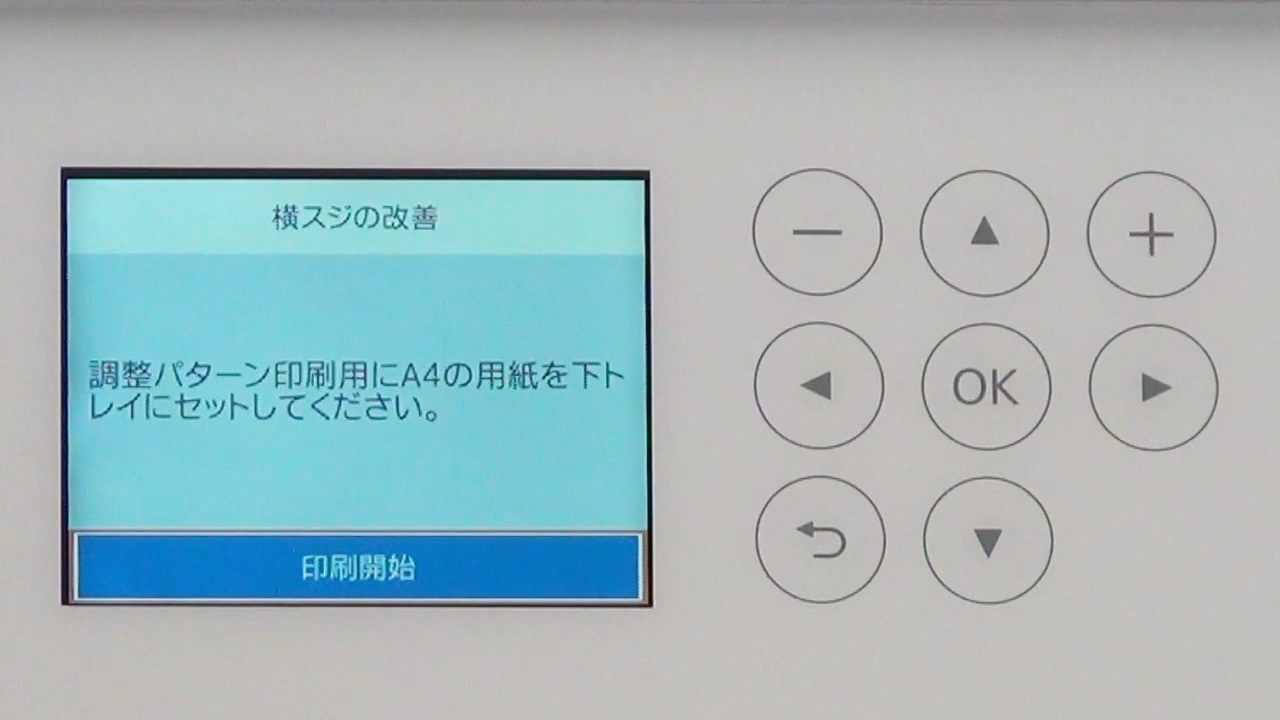 横スジの改善
調整パターン印刷用にA4の用紙を下ト
レイにセットしてください。
印刷開始
OK